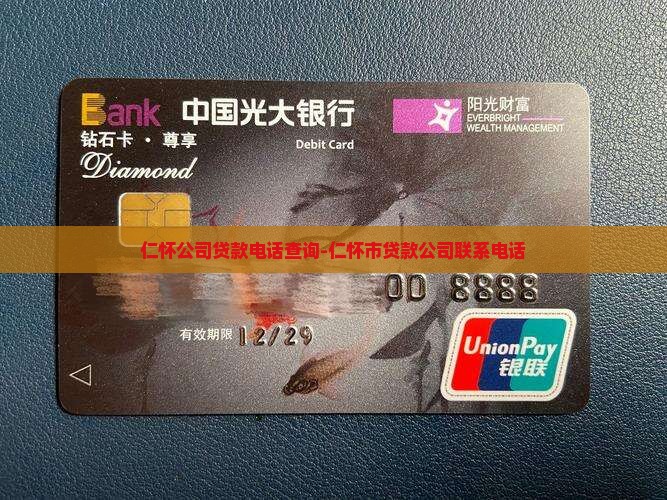 Bank 中国光大银行
阳光财富
EVERBRIGHT
WEALTH MANAGEMENT
钻石卡·尊享
Debit Card
Diamond
仁怀公司贷款电话查询-仁怀市贷款公司联系电话
00 8888
有效期限 12/29
UnionPay
银联